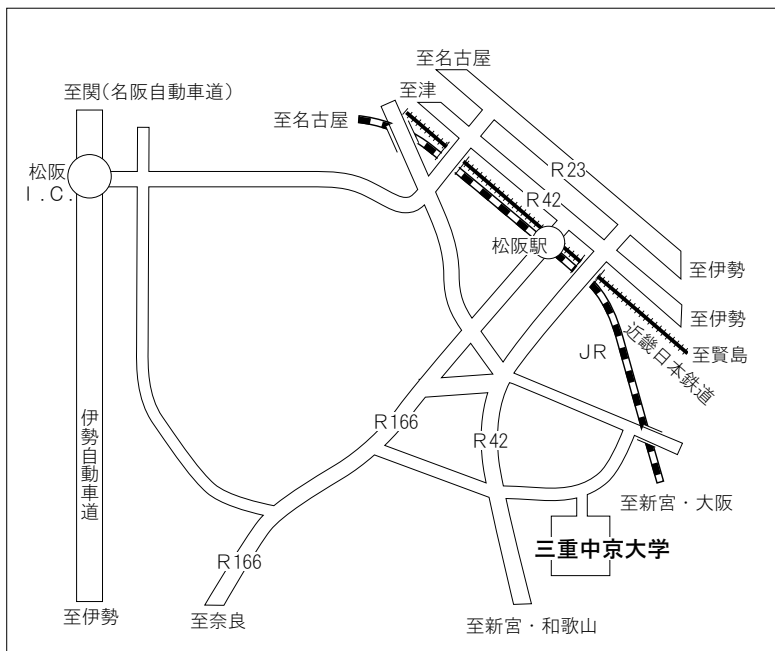 至名古屋
至関(名阪自動車道)
至津
至名古屋
松阪
I.C.
R23
R42
松阪駅
至伊勢
至伊勢
至賢島
近畿日本鉄道
JR
R166
R42
伊勢自動車道
至新宮・大阪
三重中京大学
R166
至伊勢
至奈良
至新宮・和歌山